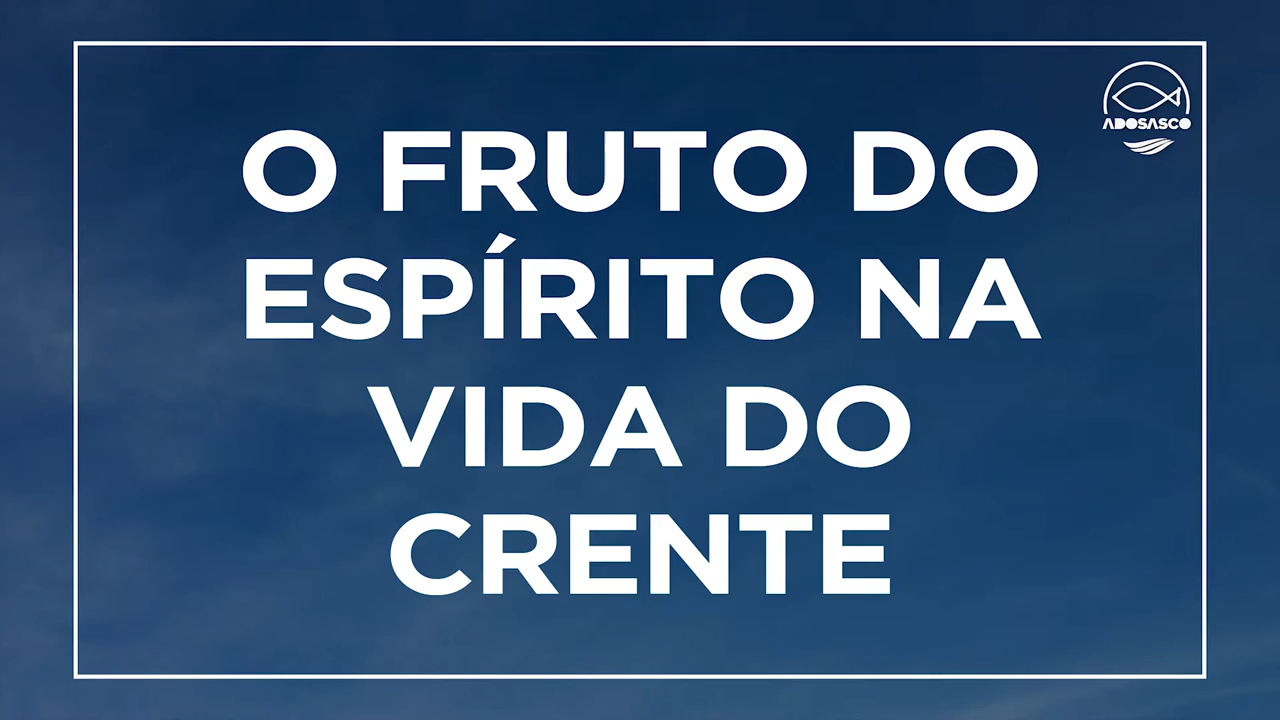 ADOSASCO
O FRUTO DO
ESPÍRITO NA
VIDA DO
CRENTE